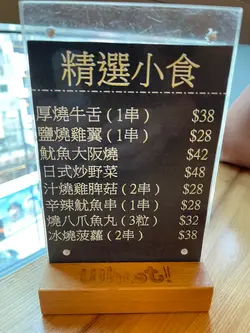 精選小食
厚燒牛舌 (1串) $38
鹽燒雞翼 (1串) $28
魷魚大阪燒 $42
日式炒野菜 $48
汁燒雞脾菇 (2串) $28
辛辣魷魚串 (1串) $28
燒八爪魚丸 (3粒) $32
冰燒菠蘿 (2串) $38